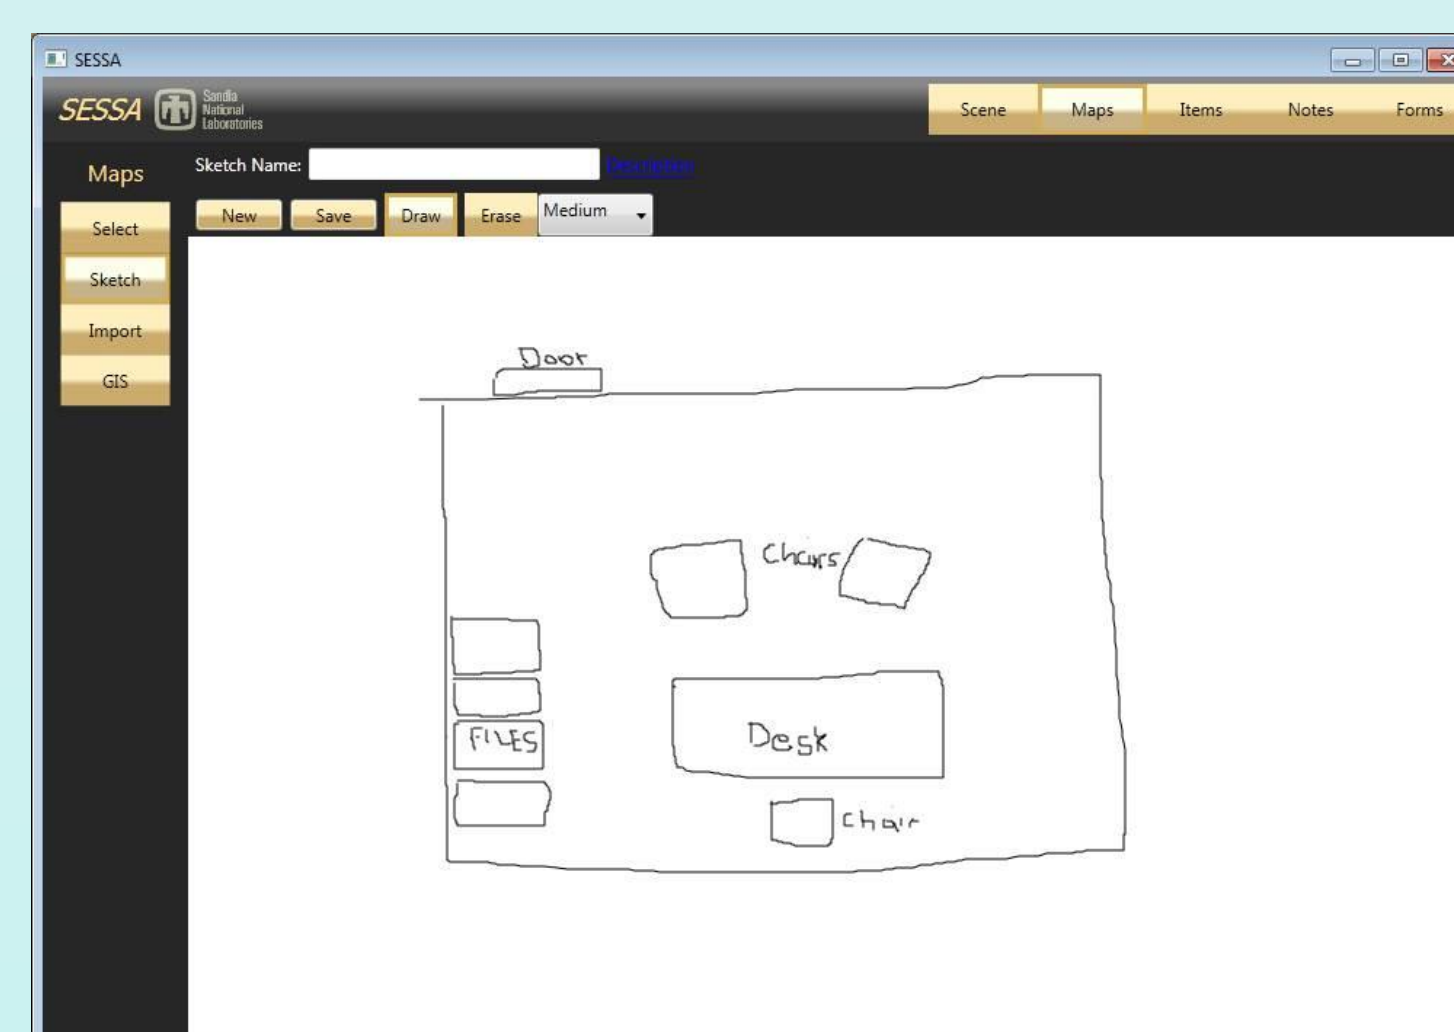 SESSA
SESSA Sandia National Laboratories
Scene Maps Items Notes Forms
Maps
Sketch Name: Description
New Save Draw Erase Medium
Select
Sketch
Import
GIS
Door
Chairs
FILES
Desk
Chair